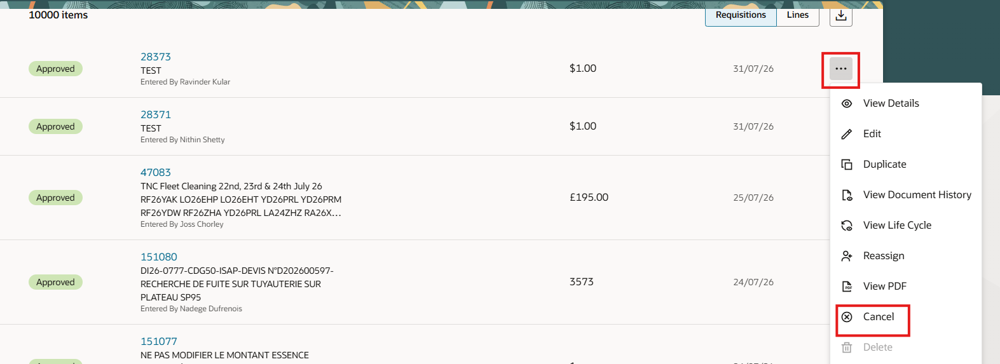 10000 items
Requisitions
Lines
Approved
28373
TEST
Entered By Ravinder Kular
$1.00
31/07/26
Approved
28371
TEST
Entered By Nithin Shetty
$1.00
31/07/26
Approved
47083
TNC Fleet Cleaning 22nd, 23rd & 24th July 26
RF26YAK LO26EHP LO26EHT YD26PRL YD26PRM
RF26YDW RF26ZHA YD26PRL LA24ZHZ RA26X...
Entered By Joss Chorley
£195.00
25/07/26
Approved
151080
DI26-0777-CDG50-ISAP-DEVIS N°D202600597-
RECHERCHE DE FUITE SUR TUYAUTERIE SUR
PLATEAU SP95
Entered By Nadege Dufrenois
3573
24/07/26
151077
NE PAS MODIFIER LE MONTANT ESSENCE
View Details
Edit
Duplicate
View Document History
View Life Cycle
Reassign
PDF
View PDF
Cancel
Delete